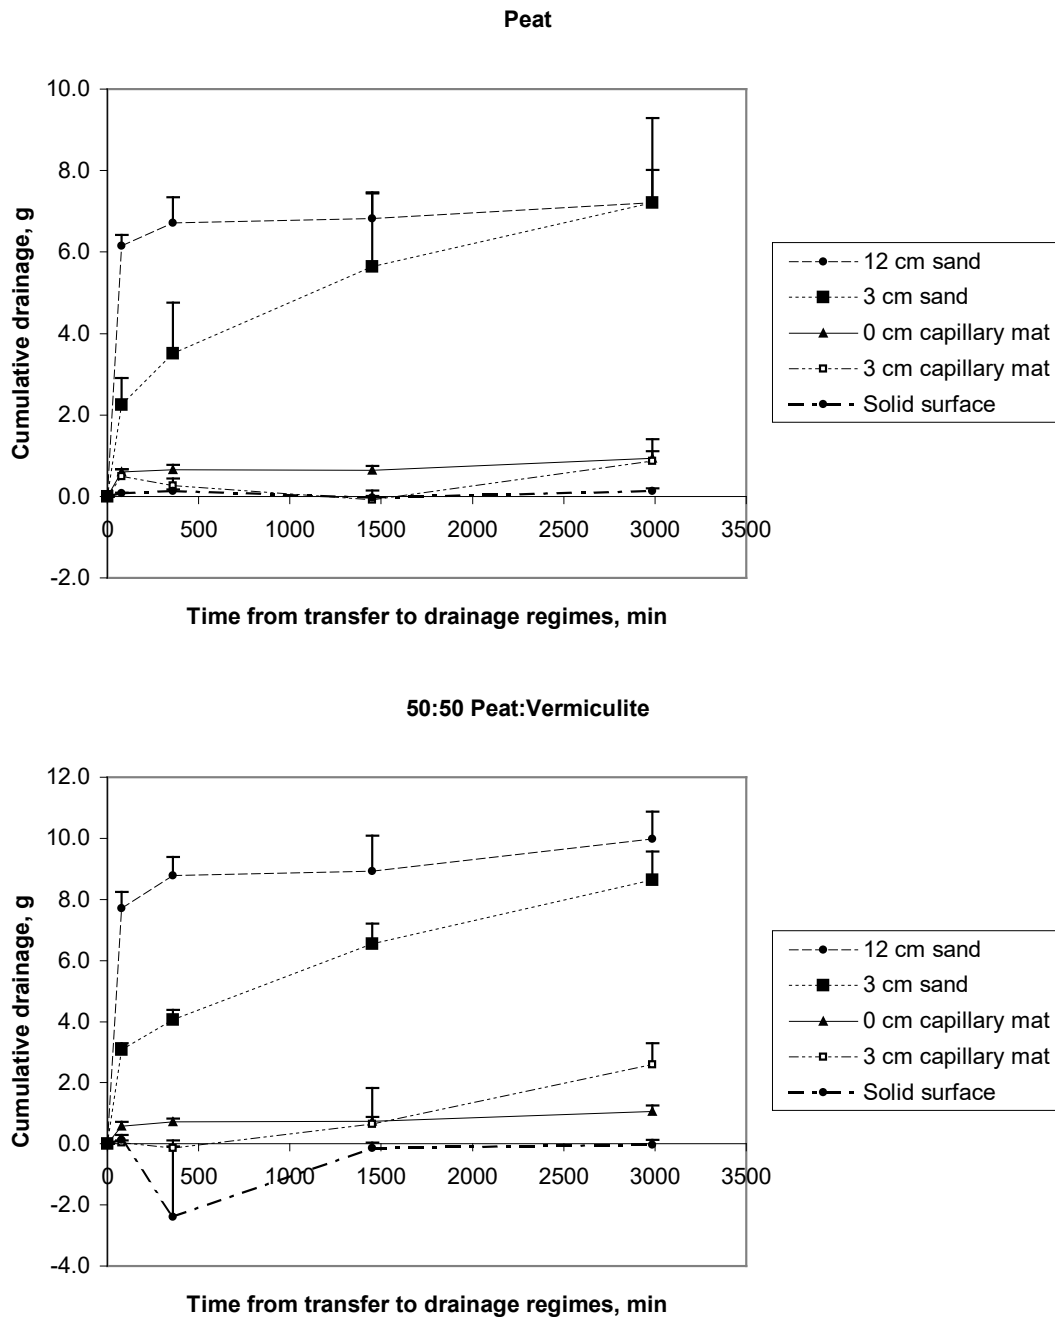 Peat
10.0
8.0
6.0
4.0
2.0
0.0
-2.0
0 500 1000 1500 2000 2500 3000 3500
Cumulative drainage, g
Time from transfer to drainage regimes, min
12 cm sand
3 cm sand
0 cm capillary mat
3 cm capillary mat
Solid surface
50:50 Peat:Vermiculite
12.0
10.0
8.0
6.0
4.0
2.0
0.0
-2.0
-4.0
0 500 1000 1500 2000 2500 3000 3500
Cumulative drainage, g
Time from transfer to drainage regimes, min
12 cm sand
3 cm sand
0 cm capillary mat
3 cm capillary mat
Solid surface